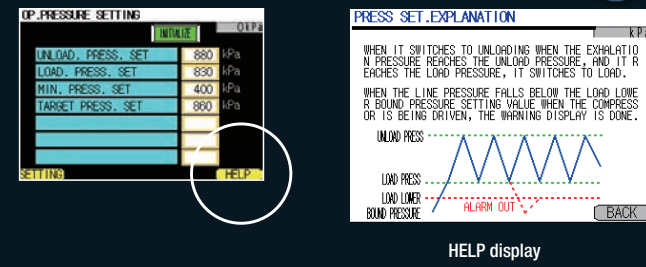 OP.PRESSURE SETTING
INITIALIZE
0kPa
UNLOAD. PRESS. SET 880 kPa
LOAD. PRESS. SET 830 kPa
MIN. PRESS. SET 400 kPa
TARGET PRESS. SET 860 kPa
SETTING HELP
PRESS SET.EXPLANATION
kP
WHEN IT SWITCHES TO UNLOADING WHEN THE EXHALATIO
N PRESSURE REACHES THE UNLOAD PRESSURE, AND IT R
EACHES THE LOAD PRESSURE, IT SWITCHES TO LOAD.
WHEN THE LINE PRESSURE FALLS BELOW THE LOAD LOWE
R BOUND PRESSURE SETTING VALUE WHEN THE COMPRESS
OR IS BEING DRIVEN, THE WARNING DISPLAY IS DONE.
UNLOAD PRESS
LOAD PRESS
LOAD LOWER
BOUND PRESSURE
ALARM OUT
BACK
HELP display